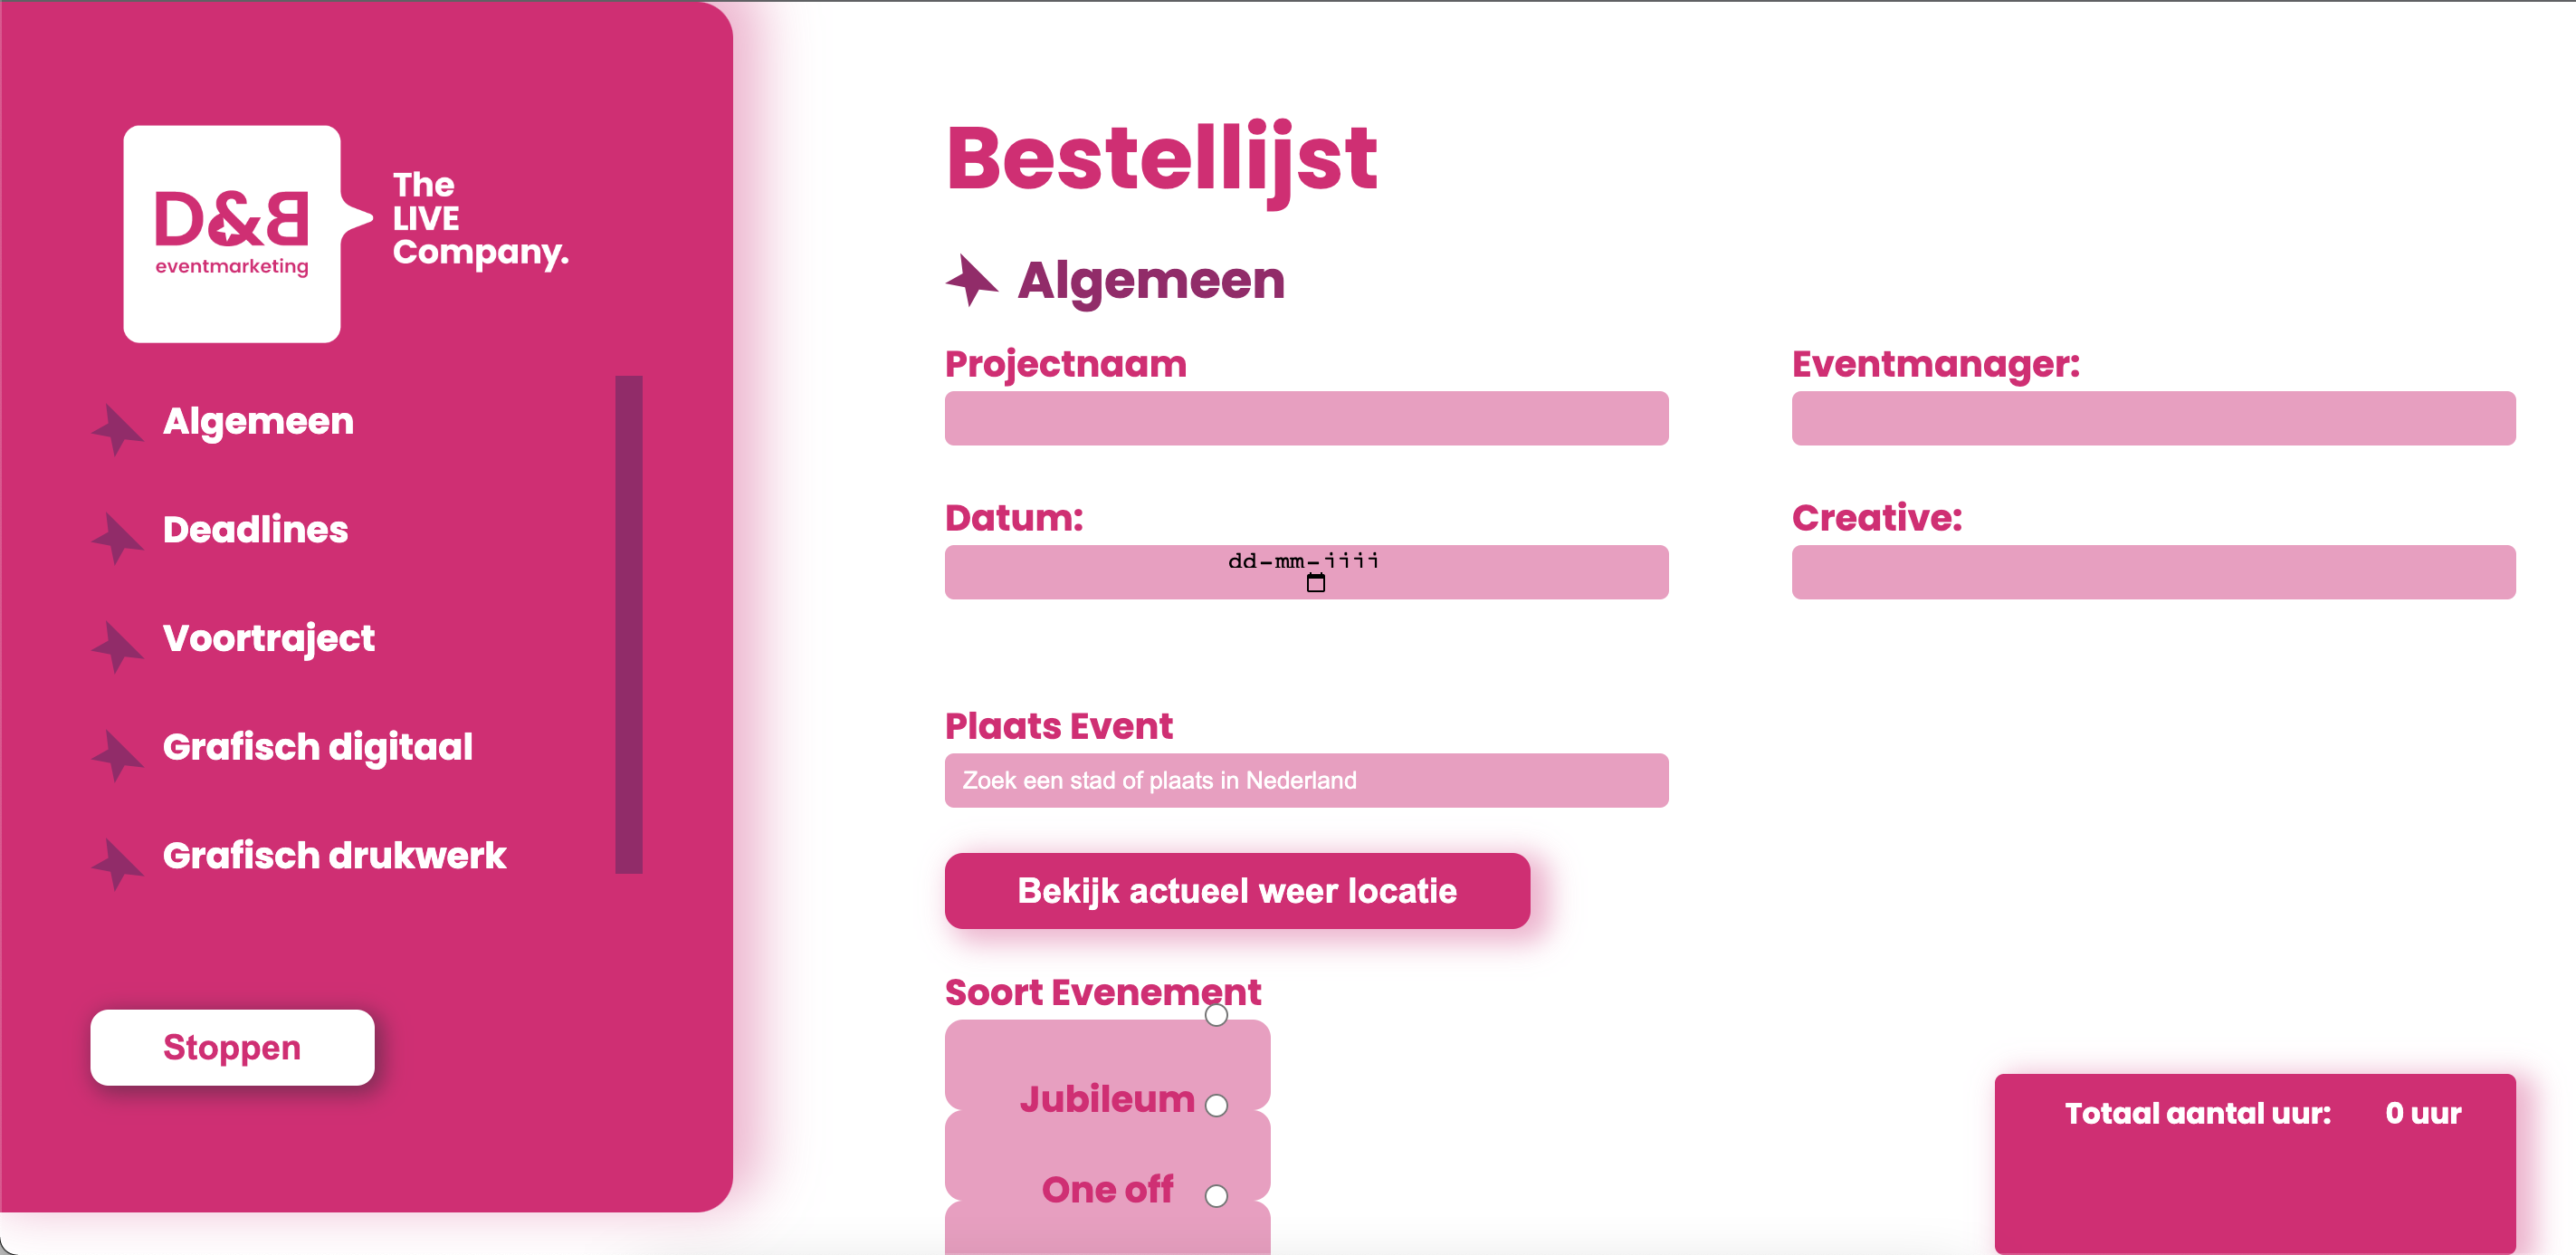 D&B
eventmarketing
The
LIVE
Company.
Algemeen
Deadlines
Voortraject
Grafisch digitaal
Grafisch drukwerk
Stoppen
Bestellijst
Algemeen
Projectnaam
Eventmanager:
Datum:
dd-mm-jjjj
Creative:
Plaats Event
Zoek een stad of plaats in Nederland
Bekijk actueel weer locatie
Soort Evenement
Jubileum
One off
Totaal aantal uur: 0 uur